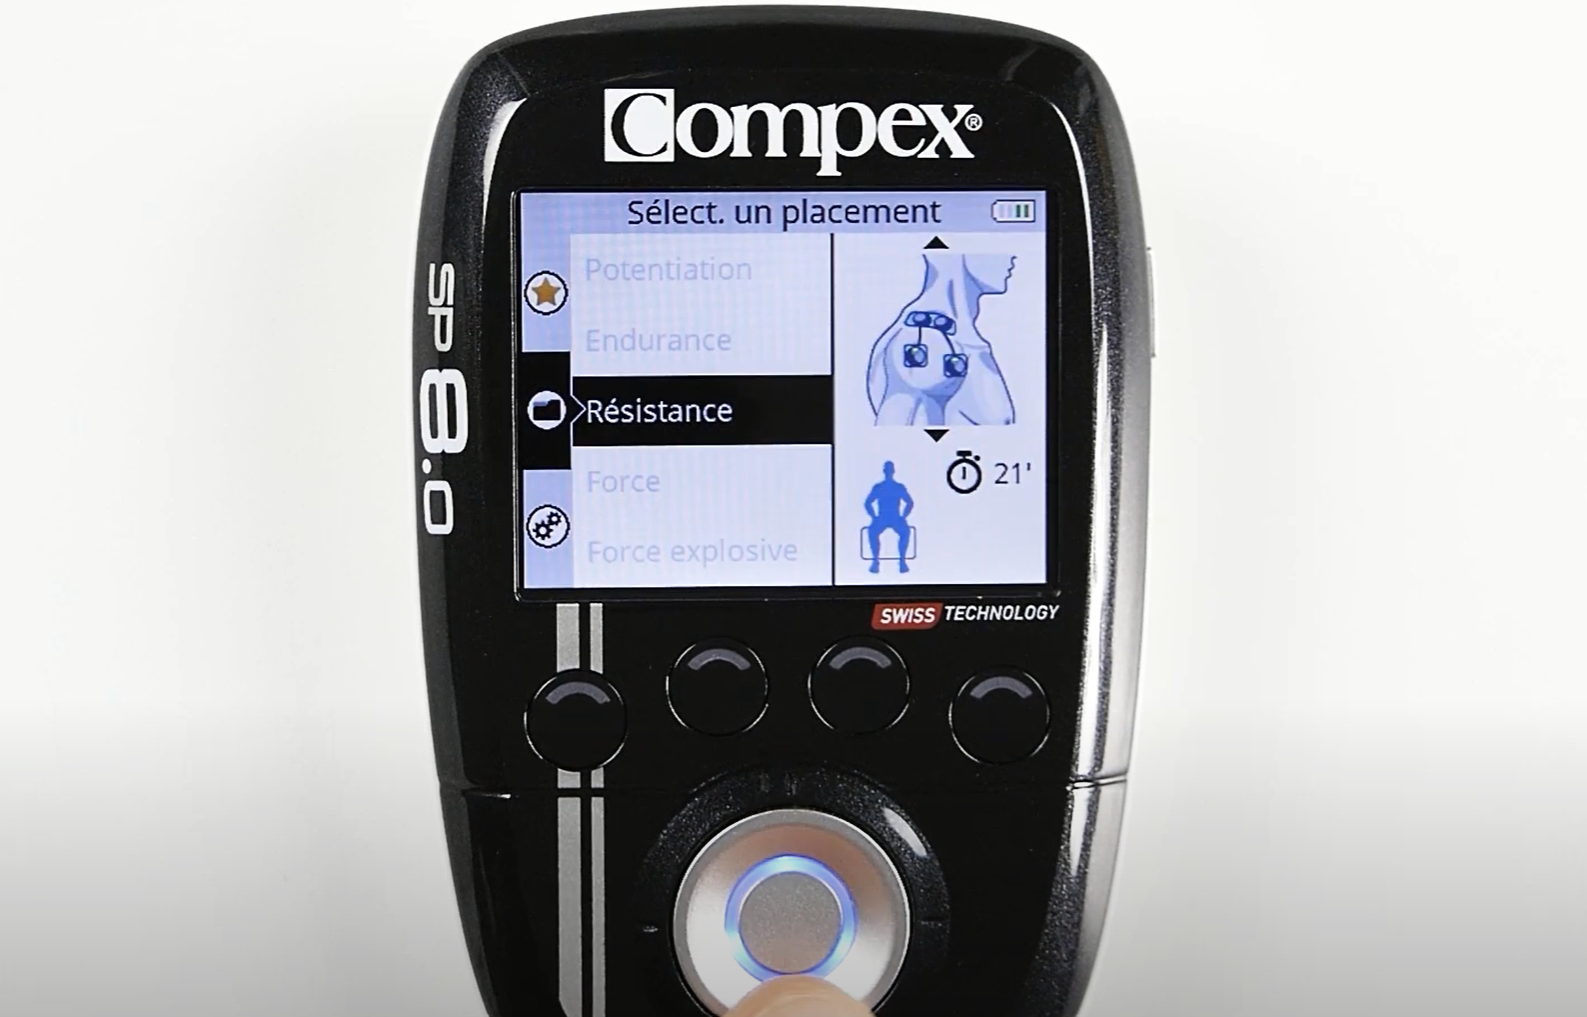 Compex®
Sélect. un placement
Potentiation
Endurance
Résistance
Force
Force explosive
21'
SP 8.0
SWISS TECHNOLOGY